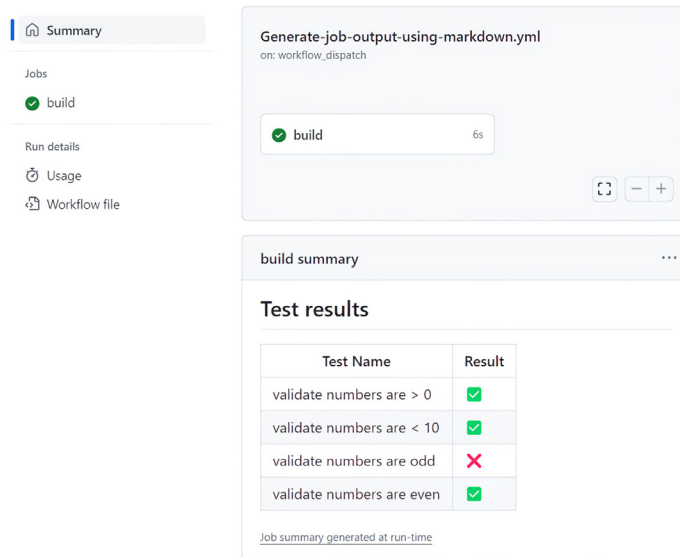 Summary
Jobs
build
Run details
Usage
Workflow file
Generate-job-output-using-markdown.yml
on: workflow_dispatch
build 6s
build summary
Test results
Test Name Result
validate numbers are > 0
validate numbers are < 10
validate numbers are odd
validate numbers are even
Job summary generated at run-time